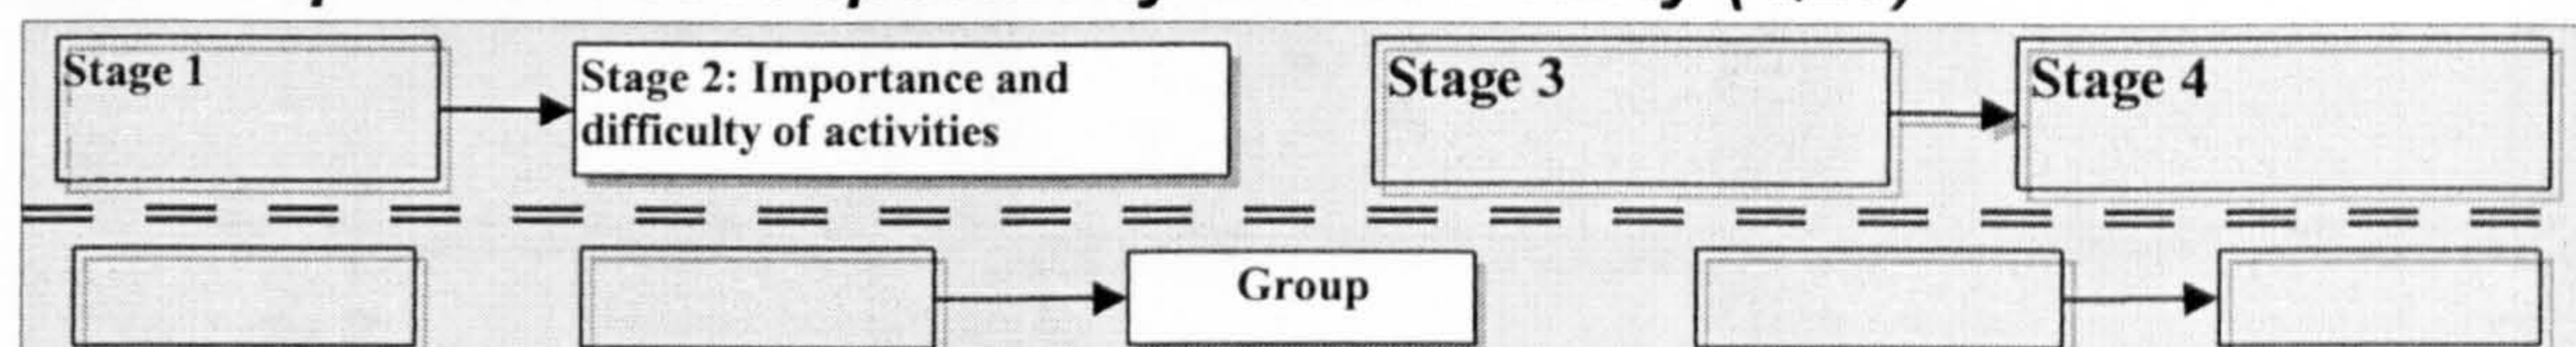 Stage 1
Stage 2: Importance and
difficulty of activities
Stage 3
Stage 4
Group